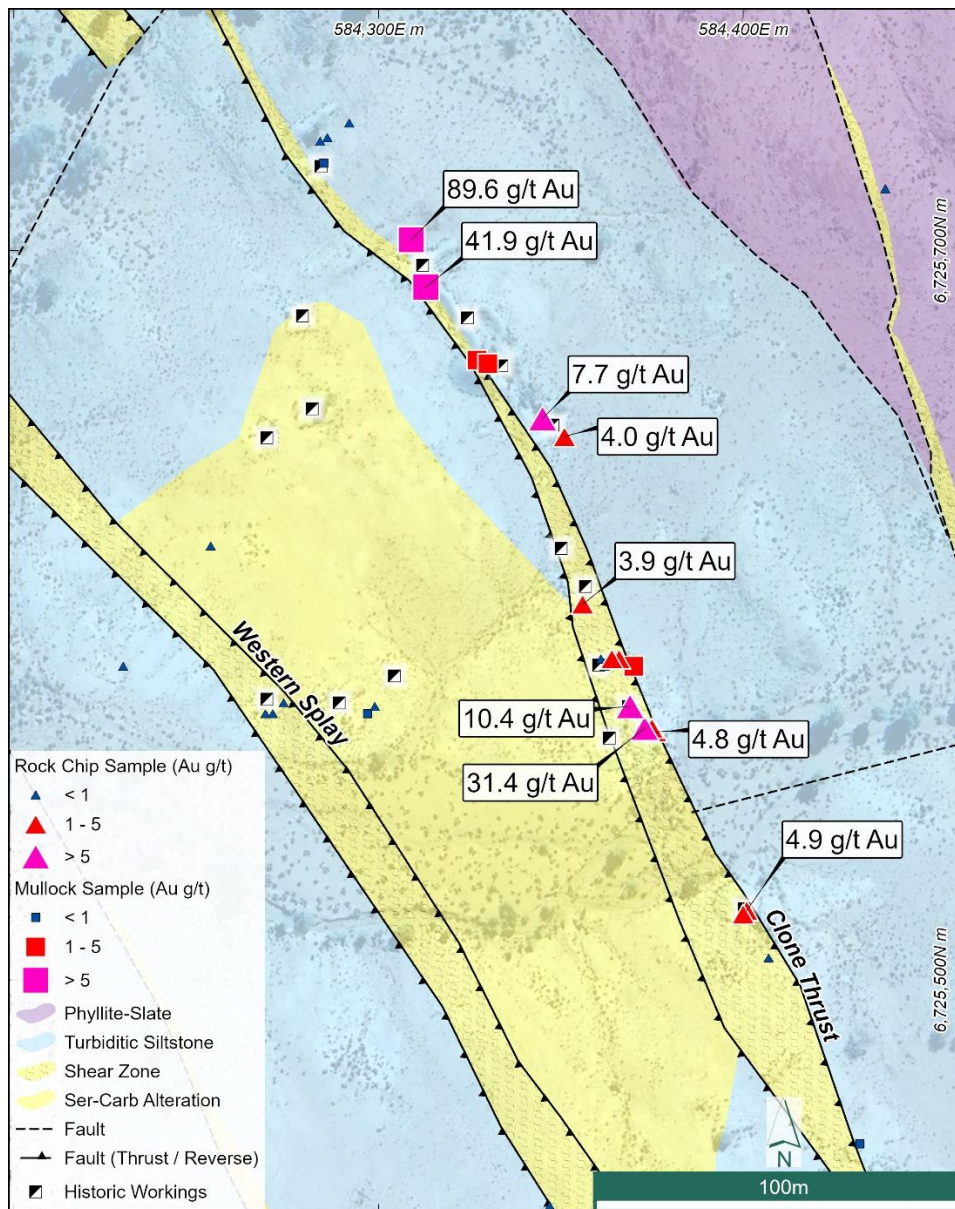 584,300E m
584,400E m
89.6 g/t Au
41.9 g/t Au
6,725,700N m
7.7 g/t Au
4.0 g/t Au
3.9 g/t Au
Western Splay
10.4 g/t Au
4.8 g/t Au
31.4 g/t Au
4.9 g/t Au
Clone Thrust
6,725,500N m
Rock Chip Sample (Au g/t)
< 1
1 - 5
> 5
Mullock Sample (Au g/t)
< 1
1 - 5
> 5
Phyllite-Slate
Turbiditic Siltstone
Shear Zone
Ser-Carb Alteration
Fault
Fault (Thrust / Reverse)
Historic Workings
N
100m